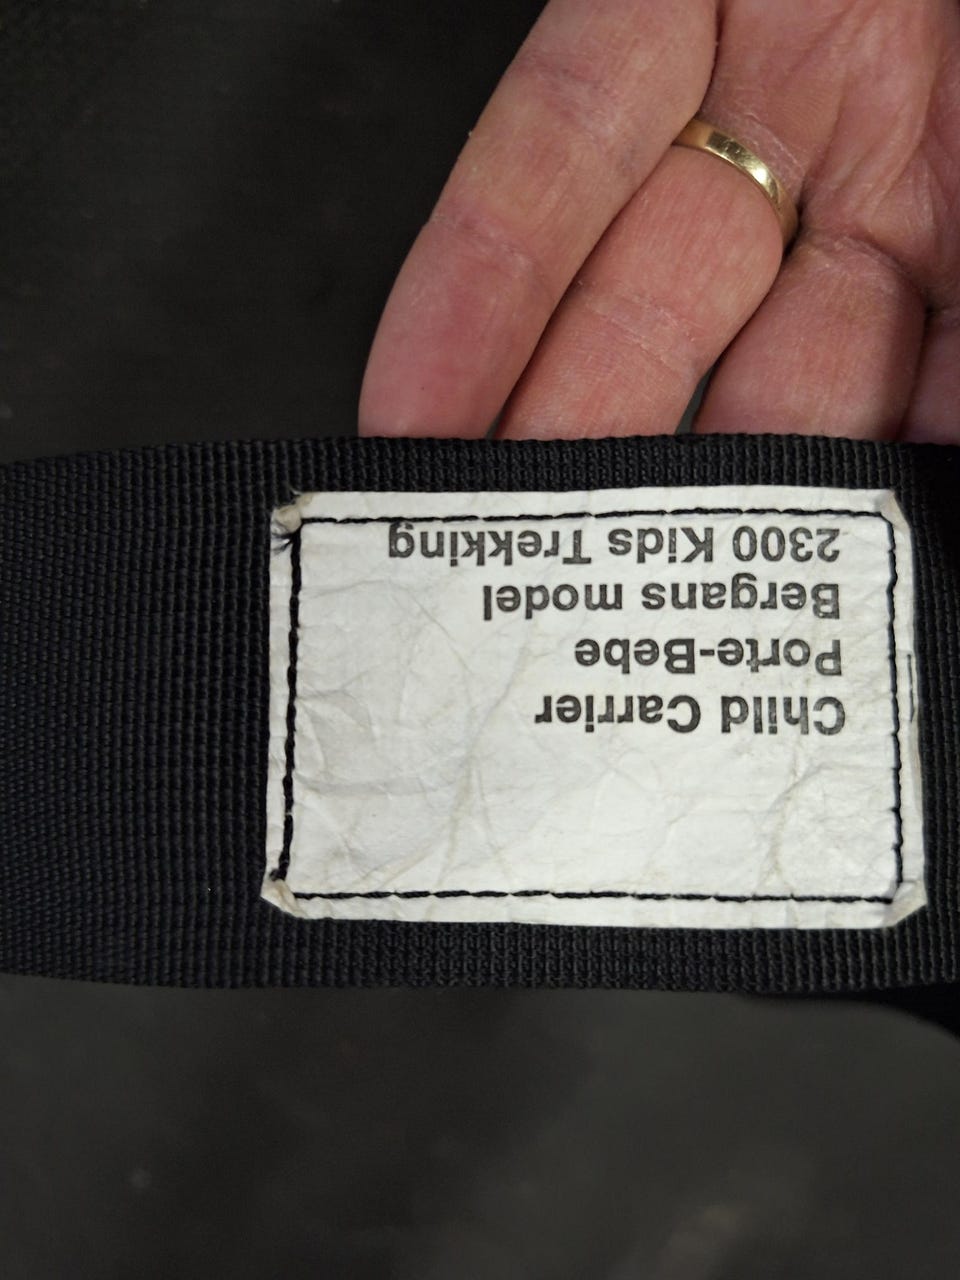 Child Carrier
Porte-Bebe
Bergans model
2300 Kids Trekking